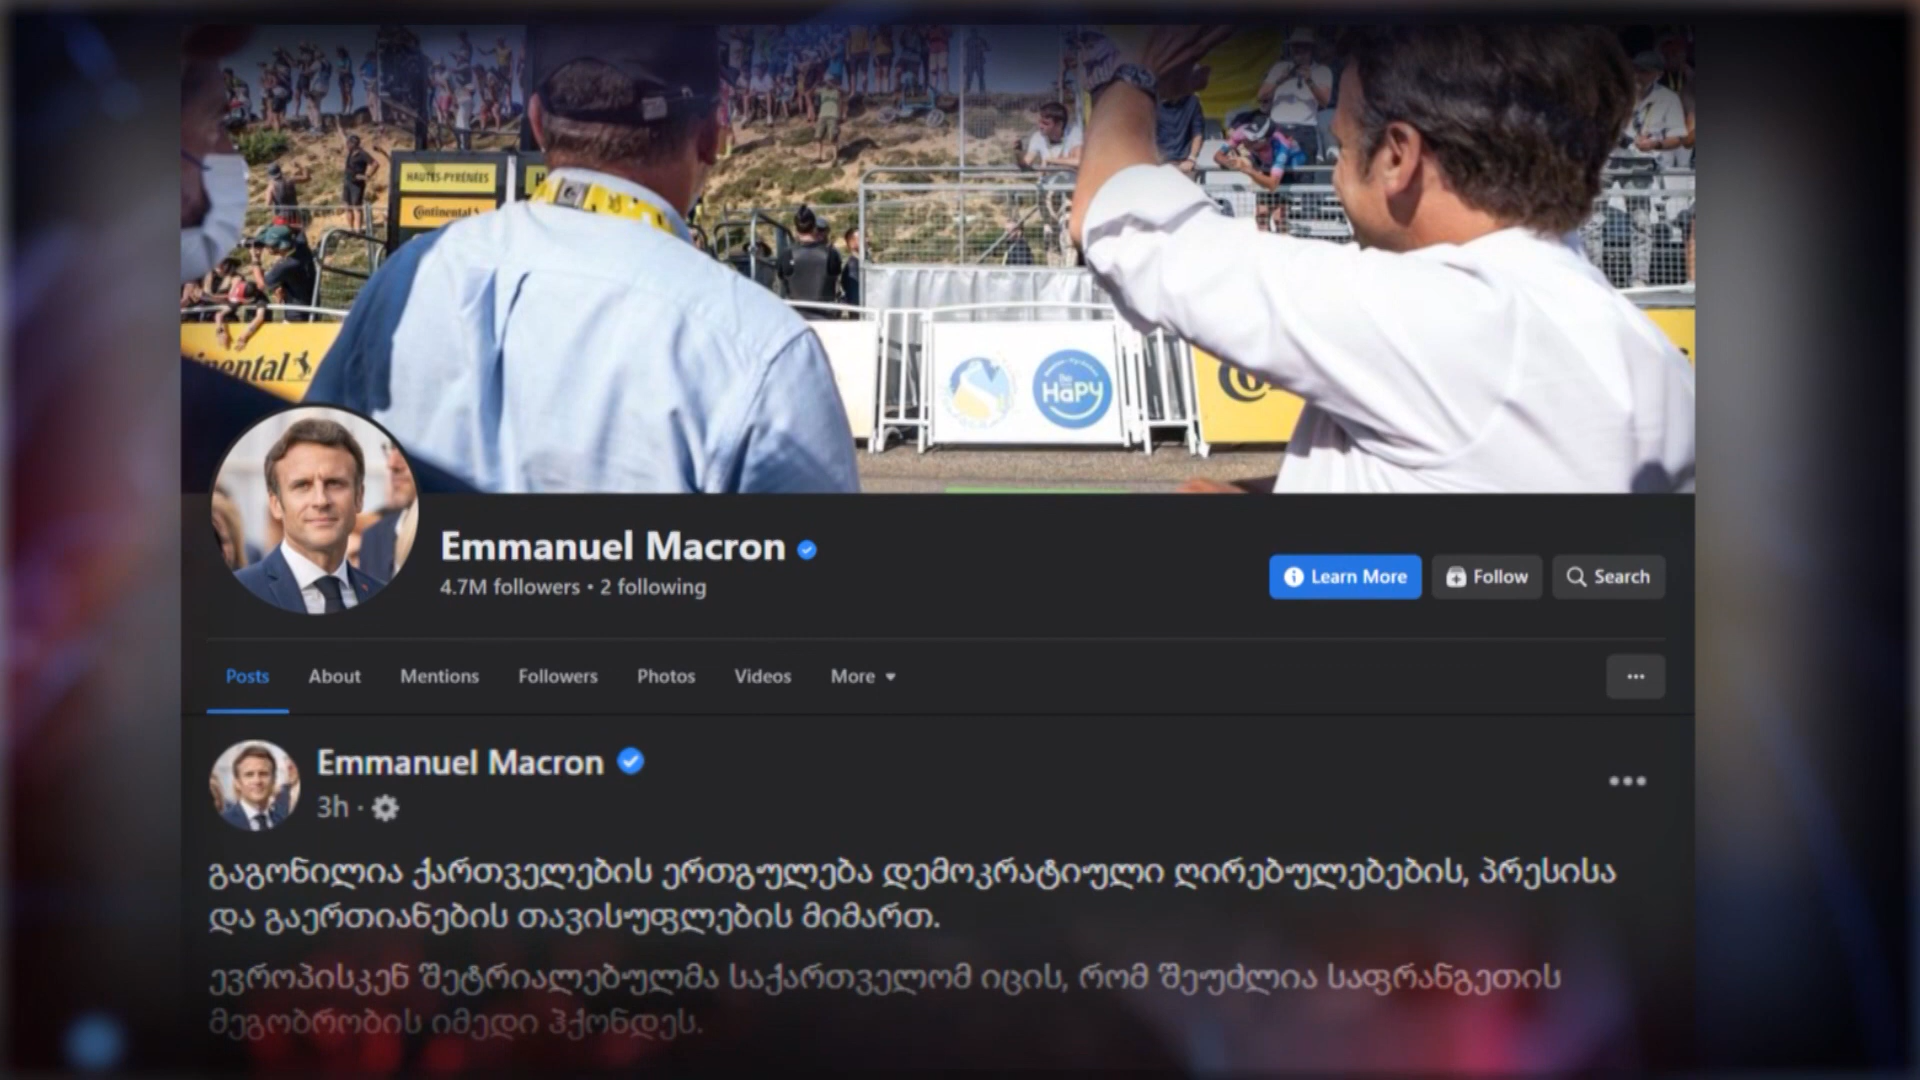 HAUTES-PYRÉNÉES
H
Continental
Continental
HaPY
Emmanuel Macron
4.7M followers • 2 following
Learn More
Follow
Search
Posts
About
Mentions
Followers
Photos
Videos
More
Emmanuel Macron
3h ·
გაგონილია ქართველების ერთგულება დემოკრატიული ღირებულებების, პრესისა
და გაერთიანების თავისუფლების მიმართ.
ევროპისკენ შეტრიალებულმა საქართველომ იცის, რომ შეუძლია საფრანგეთის
მეგობრობის იმედი ჰქონდეს.